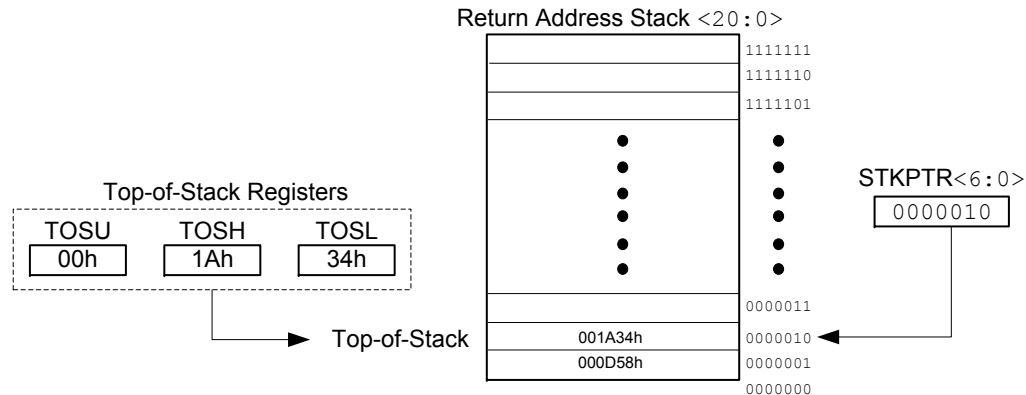 Return Address Stack <20:0>
1111111
1111110
1111101
STKPTR<6:0>
0000010
Top-of-Stack Registers
TOSU TOSH TOSL
00h 1Ah 34h
0000011
Top-of-Stack 001A34h 0000010
000D58h 0000001
0000000